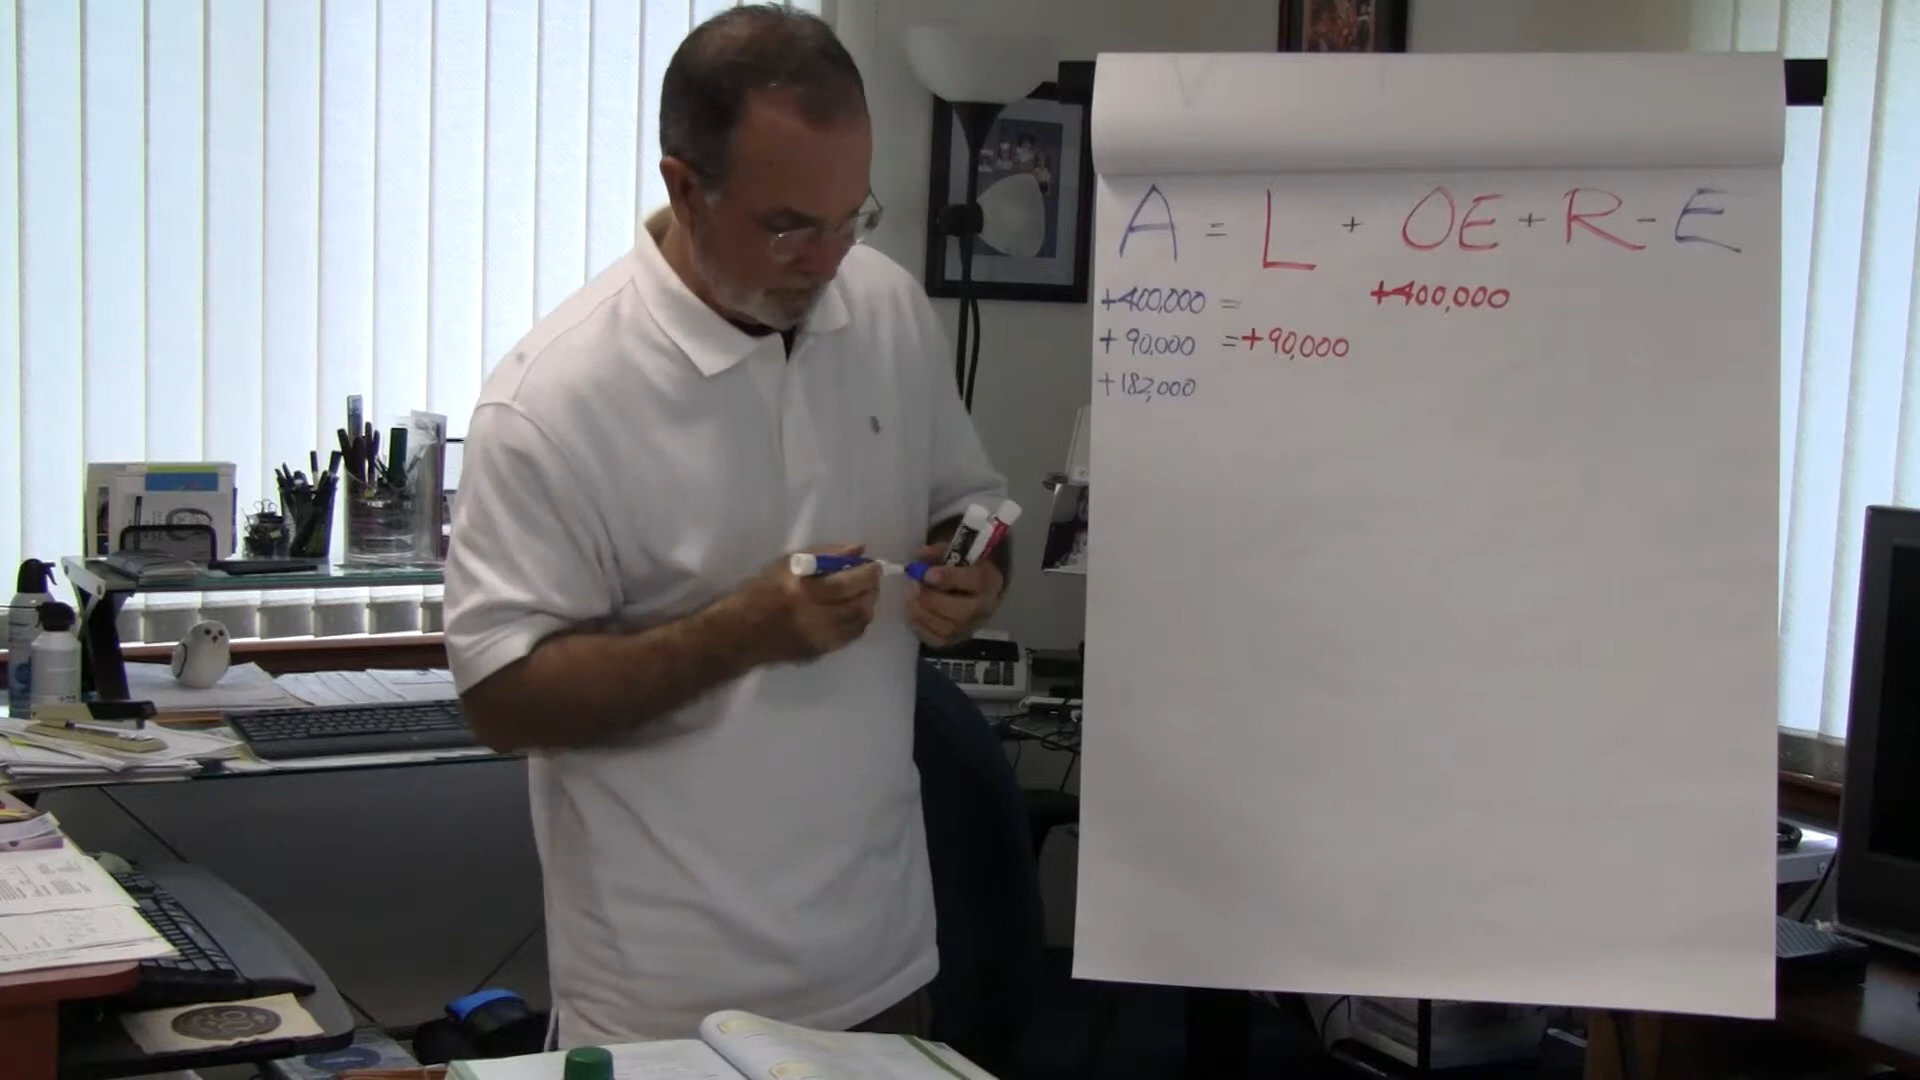 A = L + OE + R - E
+400,000 = +400,000
+90,000 = +90,000
+182,000